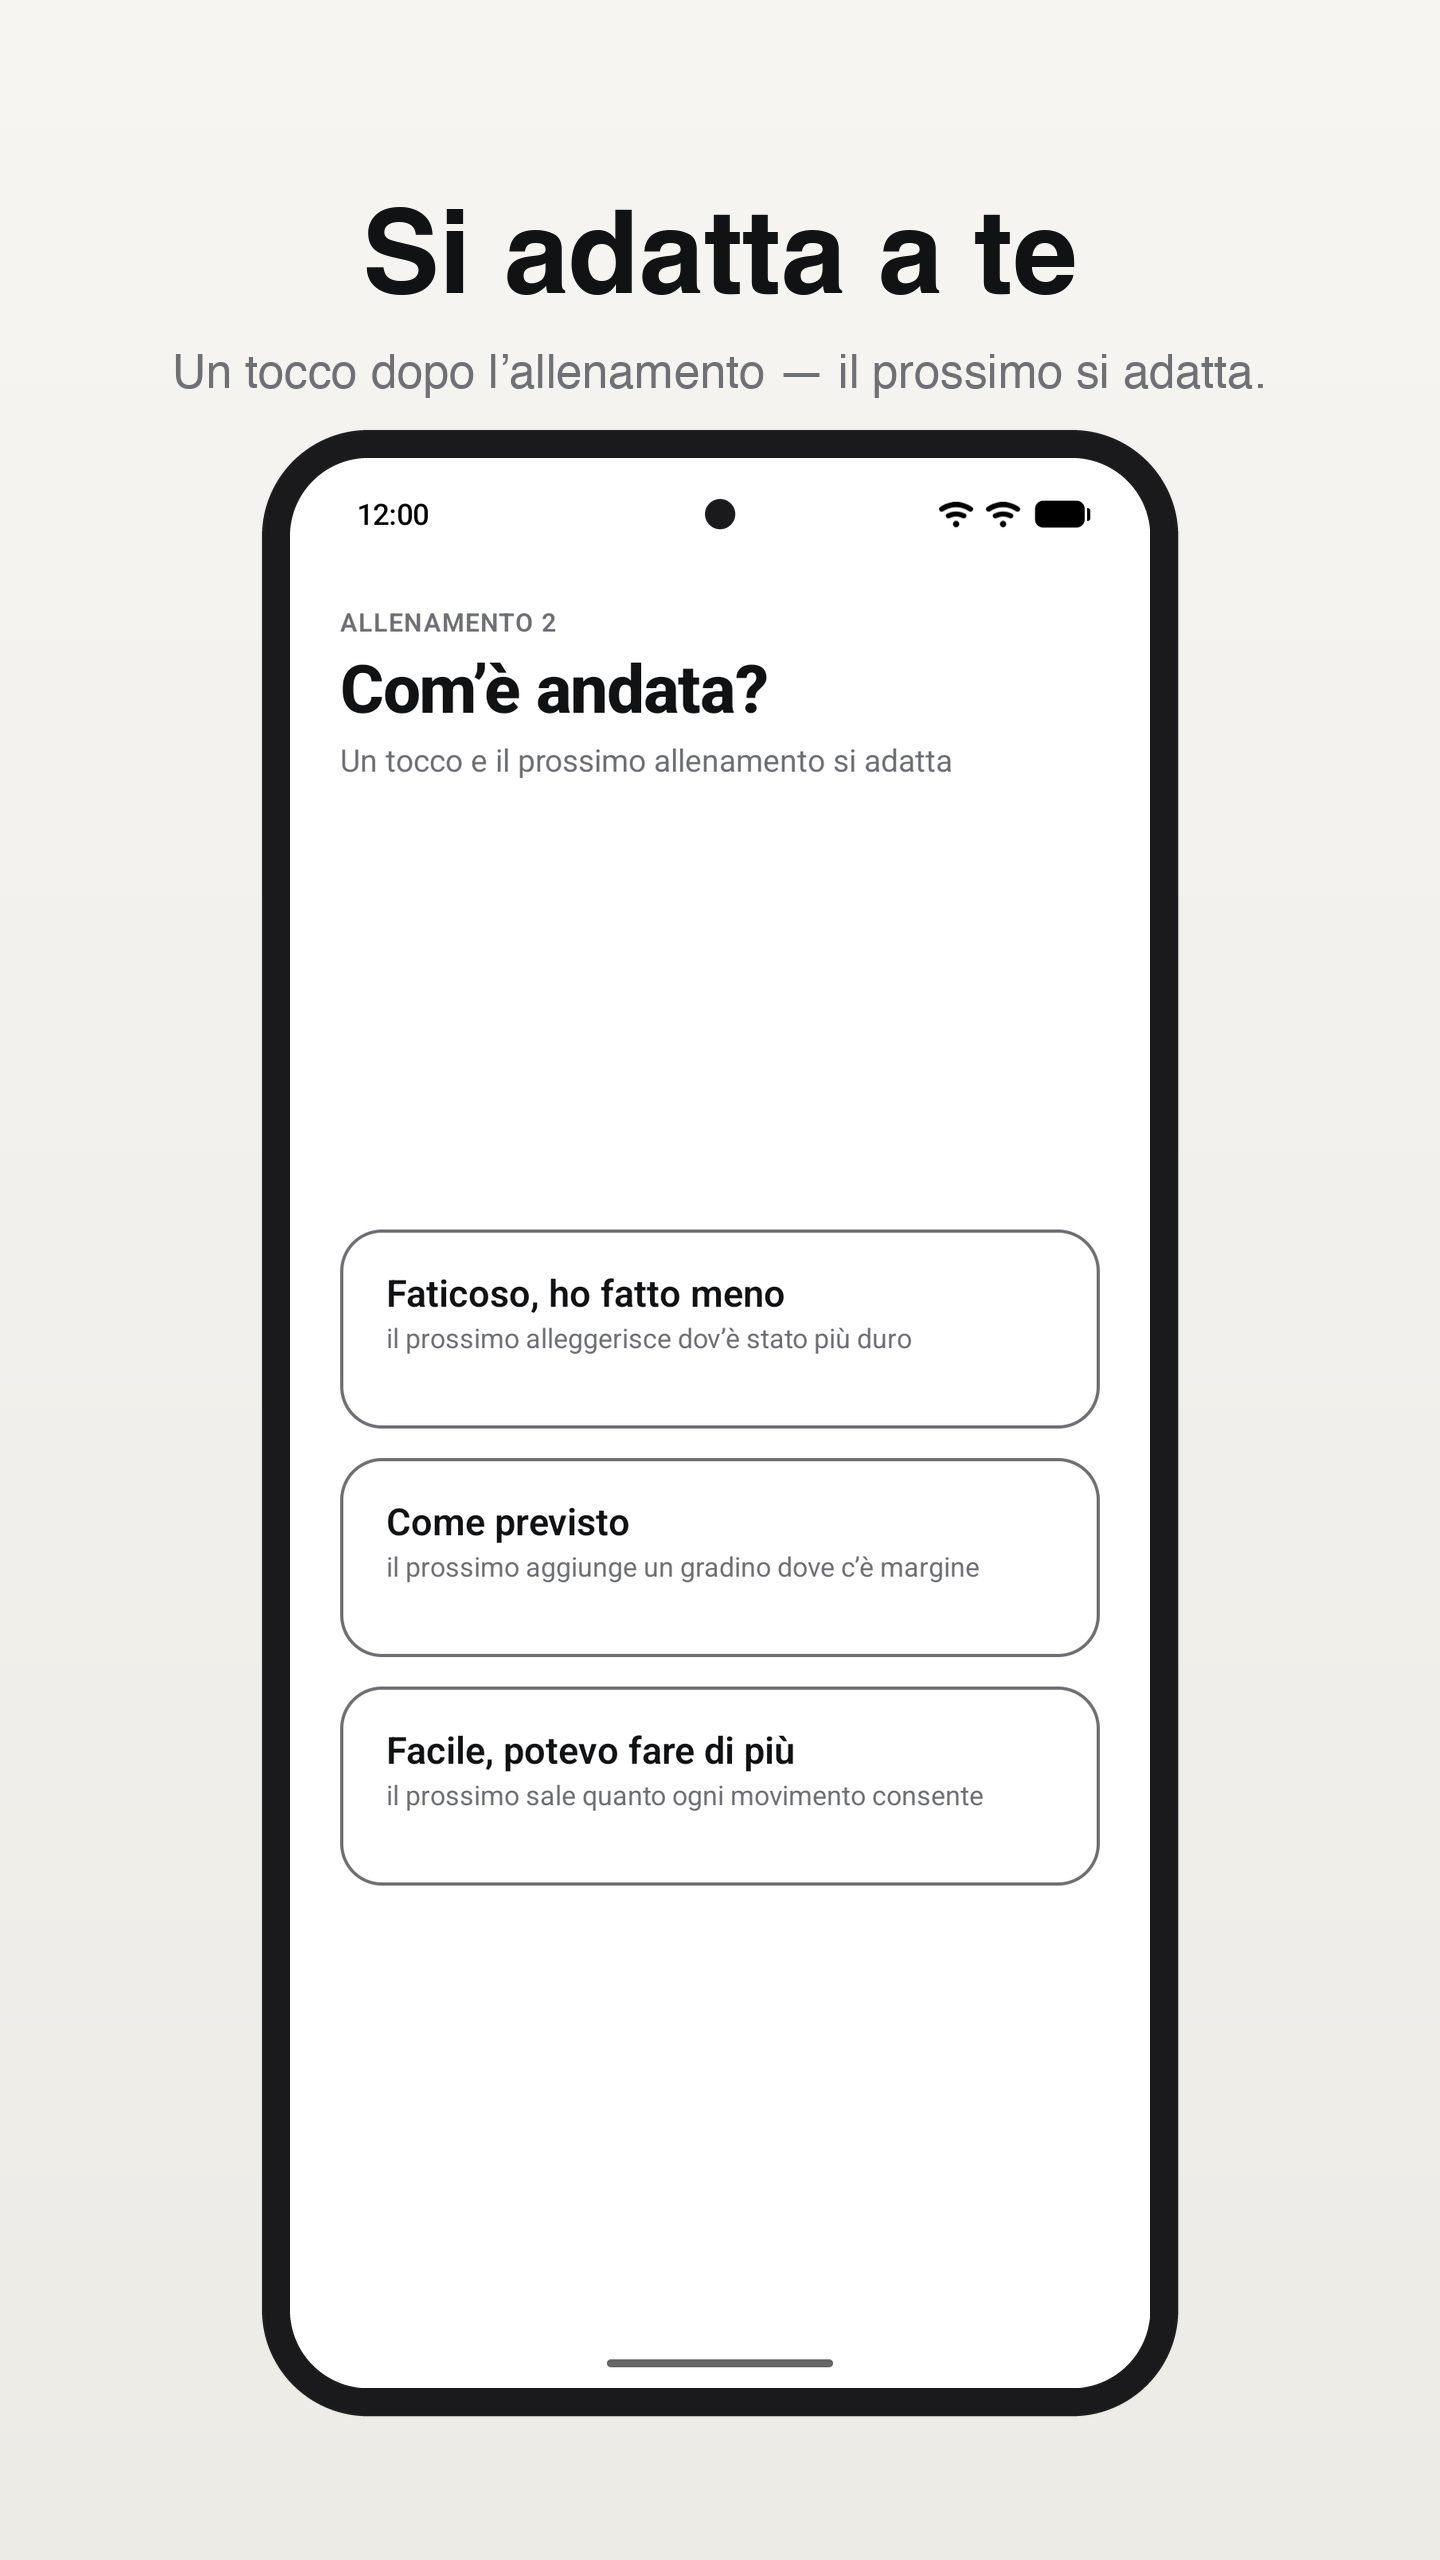 Si adatta a te
Un tocco dopo l’allenamento — il prossimo si adatta.
12:00
ALLENAMENTO 2
Com’è andata?
Un tocco e il prossimo allenamento si adatta
Faticoso, ho fatto meno
il prossimo alleggerisce dov’è stato più duro
Come previsto
il prossimo aggiunge un gradino dove c’è margine
Facile, potevo fare di più
il prossimo sale quanto ogni movimento consente